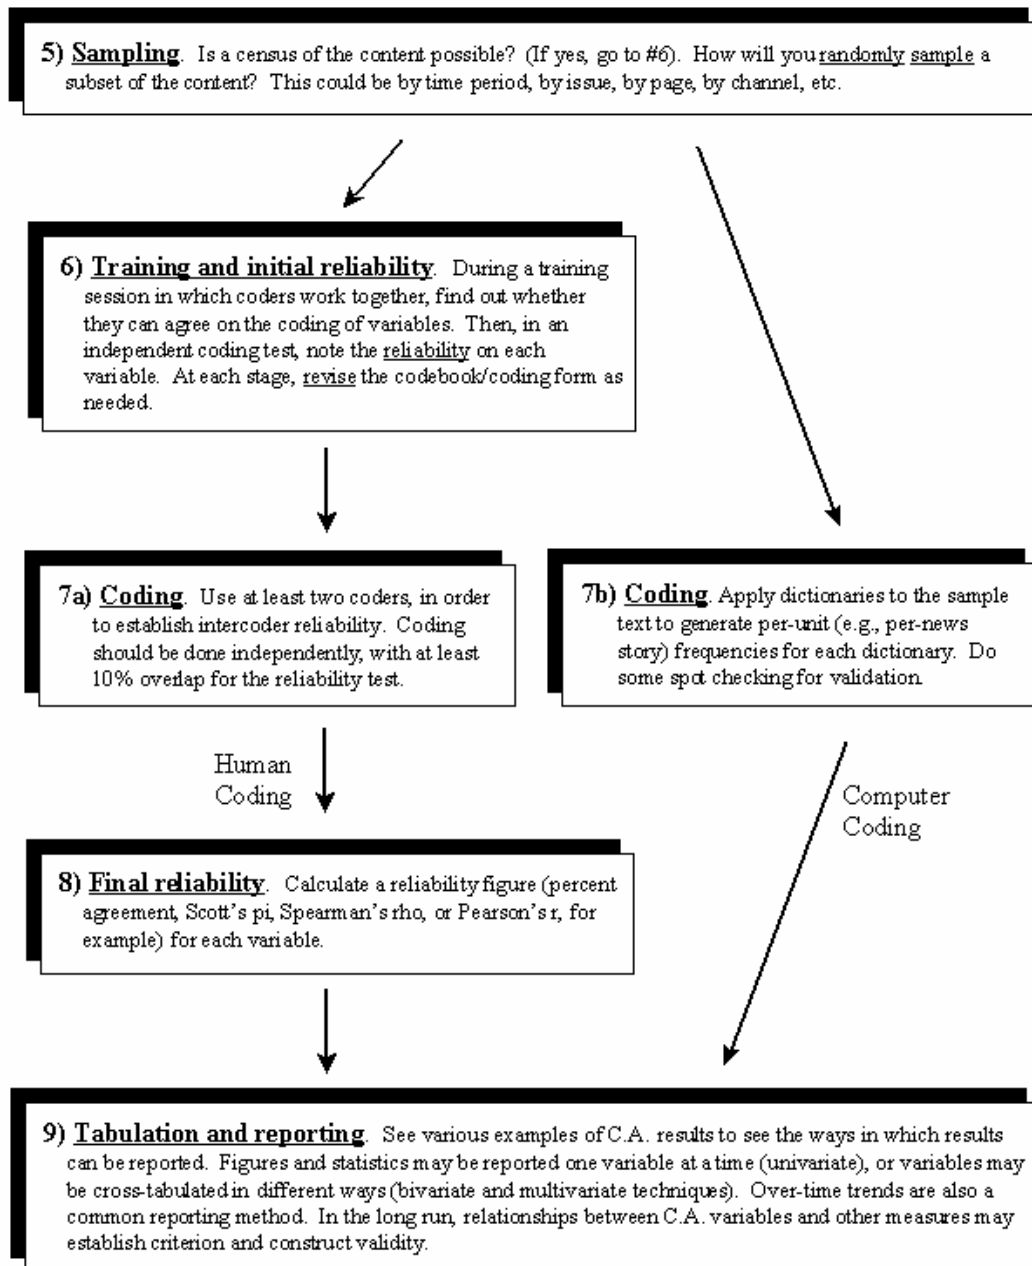 5) Sampling. Is a census of the content possible? (If yes, go to #6). How will you randomly sample a
subset of the content? This could be by time period, by issue, by page, by channel, etc.
6) Training and initial reliability. During a training
session in which coders work together, find out whether
they can agree on the coding of variables. Then, in an
independent coding test, note the reliability on each
variable. At each stage, revise the codebook/coding form as
needed.
7a) Coding. Use at least two coders, in order
to establish intercoder reliability. Coding
should be done independently, with at least
10% overlap for the reliability test.
7b) Coding. Apply dictionaries to the sample
text to generate per-unit (e.g., per-news
story) frequencies for each dictionary. Do
some spot checking for validation.
Human
Coding
Computer
Coding
8) Final reliability. Calculate a reliability figure (percent
agreement, Scott's pi, Spearman's rho, or Pearson's r, for
example) for each variable.
9) Tabulation and reporting. See various examples of C.A. results to see the ways in which results
can be reported. Figures and statistics may be reported one variable at a time (univariate), or variables may
be cross-tabulated in different ways (bivariate and multivariate techniques). Over-time trends are also a
common reporting method. In the long run, relationships between C.A. variables and other measures may
establish criterion and construct validity.